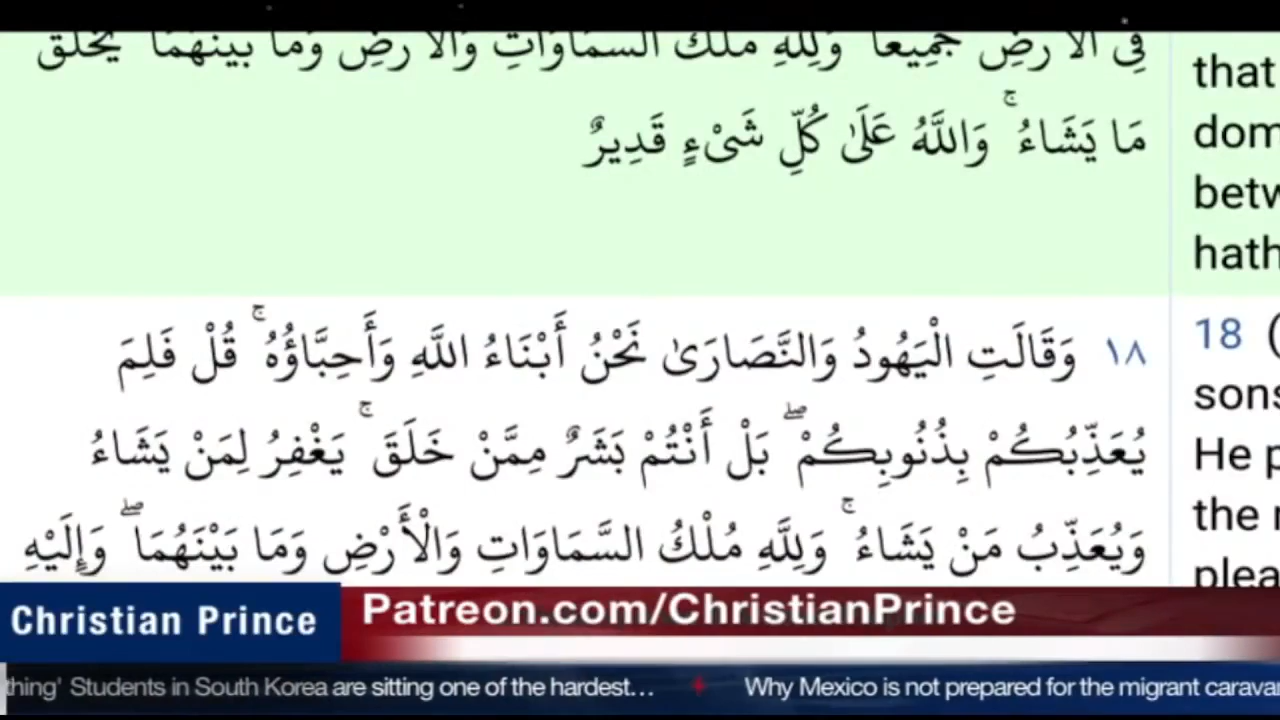 فِي الْأَرْضِ جَمِيعًا وَلِلَّهِ مُلْكُ السَّمَاوَاتِ وَالْأَرْضِ وَمَا بَيْنَهُمَا يَخْلُقُ
مَا يَشَاءُ ۚ وَاللَّهُ عَلَىٰ كُلِّ شَيْءٍ قَدِيرٌ
that
dom
betw
hath
١٨ وَقَالَتِ الْيَهُودُ وَالنَّصَارَىٰ نَحْنُ أَبْنَاءُ اللَّهِ وَأَحِبَّاؤُهُ ۚ قُلْ فَلِمَ
يُعَذِّبُكُمْ بِذُنُوبِكُمْ ۖ بَلْ أَنْتُمْ بَشَرٌ مِمَّنْ خَلَقَ ۚ يَغْفِرُ لِمَنْ يَشَاءُ
وَيُعَذِّبُ مَنْ يَشَاءُ ۚ وَلِلَّهِ مُلْكُ السَّمَاوَاتِ وَالْأَرْضِ وَمَا بَيْنَهُمَا ۖ وَإِلَيْهِ
18 (
sons
He p
the r
plea
Christian Prince
Patreon.com/ChristianPrince
thing' Students in South Korea are sitting one of the hardest... Why Mexico is not prepared for the migrant carava